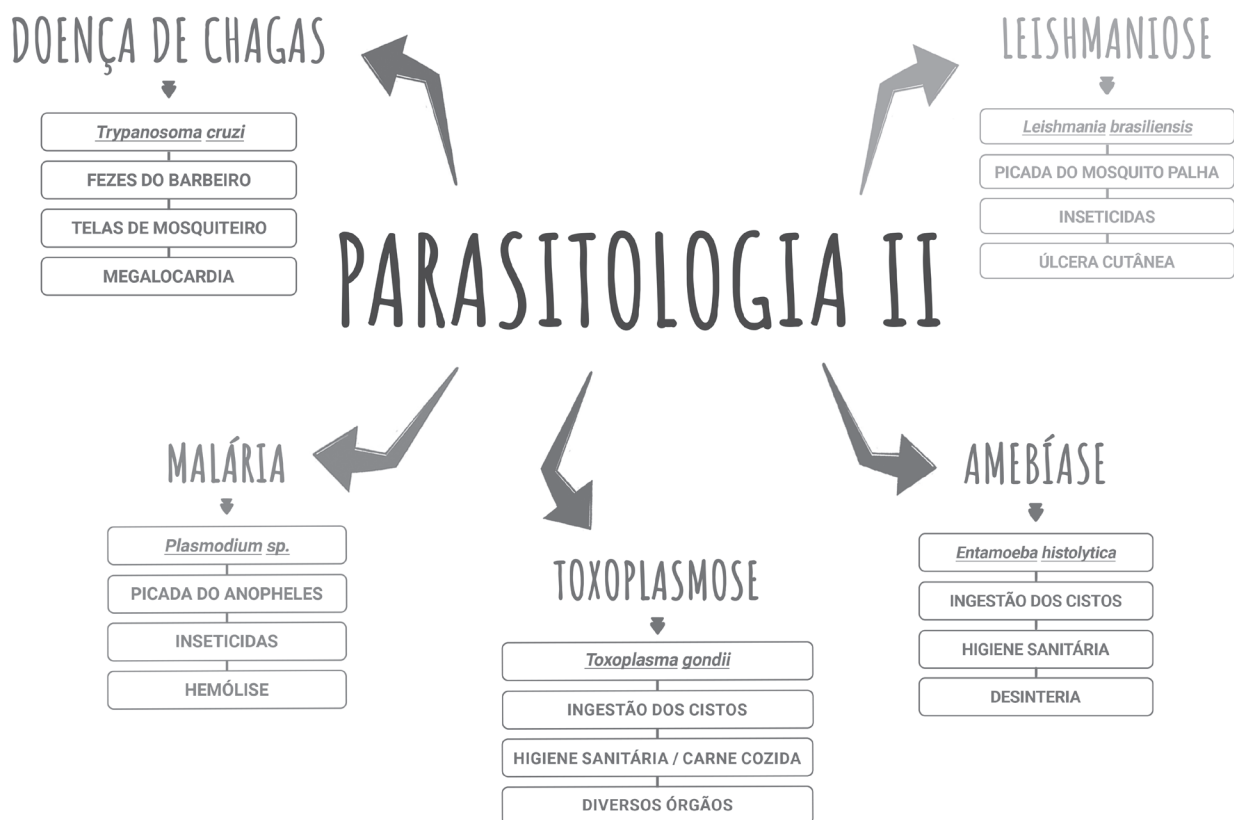 DOENÇA DE CHAGAS
Trypanosoma cruzi
FEZES DO BARBEIRO
TELAS DE MOSQUITEIRO
MEGALOCARDIA
LEISHMANIOSE
Leishmania brasiliensis
PICADA DO MOSQUITO PALHA
INSETICIDAS
ÚLCERA CUTÂNEA
PARASITOLOGIA II
MALÁRIA
Plasmodium sp.
PICADA DO ANOPHELES
INSETICIDAS
HEMÓLISE
TOXOPLASMOSE
Toxoplasma gondii
INGESTÃO DOS CISTOS
HIGIENE SANITÁRIA / CARNE COZIDA
DIVERSOS ÓRGÃOS
AMEBÍASE
Entamoeba histolytica
INGESTÃO DOS CISTOS
HIGIENE SANITÁRIA
DESINTERIA